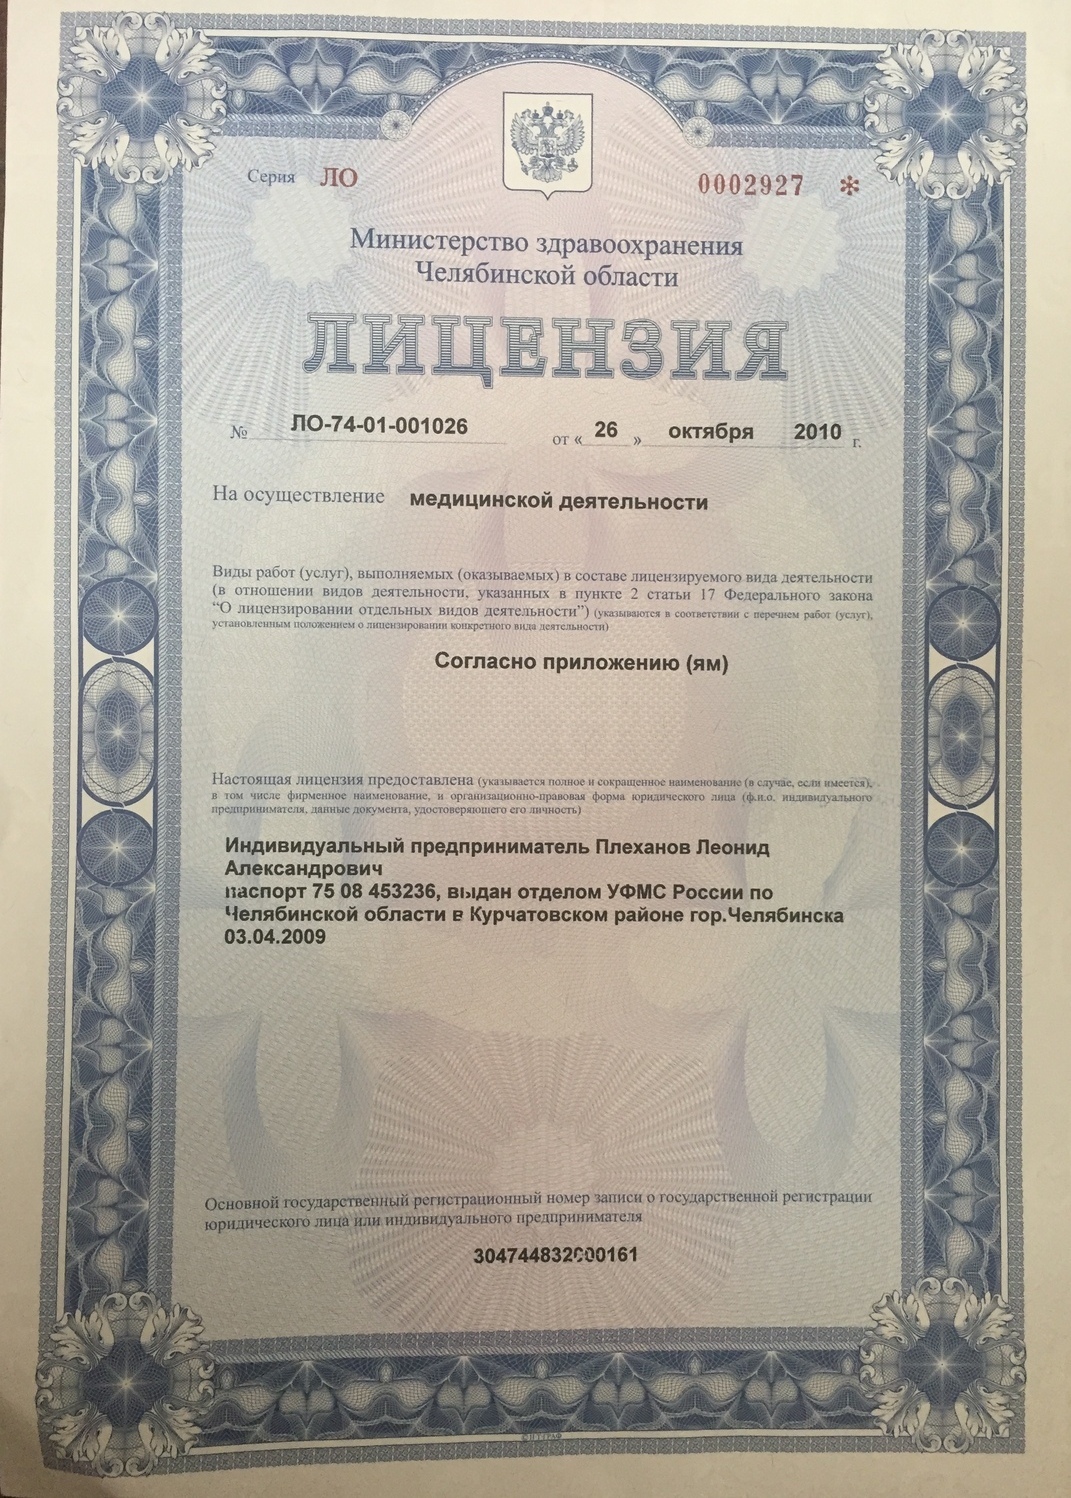 Серия ЛО 0002927 *
Министерство здравоохранения
Челябинской области
ЛИЦЕНЗИЯ
№ ЛО-74-01-001026 от « 26 » октября 2010 г.
На осуществление медицинской деятельности
Виды работ (услуг), выполняемых (оказываемых) в составе лицензируемого вида деятельности
(в отношении видов деятельности, указанных в пункте 2 статьи 17 Федерального закона
“О лицензировании отдельных видов деятельности”) (указываются в соответствии с перечнем работ (услуг),
установленным положением о лицензировании конкретного вида деятельности)
Согласно приложению (ям)
Настоящая лицензия предоставлена (указывается полное и сокращенное наименование (в случае, если имеется),
в том числе фирменное наименование, и организационно-правовая форма юридического лица (ф.и.о. индивидуального
предпринимателя, данные документа, удостоверяющего его личность)
Индивидуальный предприниматель Плеханов Леонид
Александрович
паспорт 75 08 453236, выдан отделом УФМС России по
Челябинской области в Курчатовском районе гор.Челябинска
03.04.2009
Основной государственный регистрационный номер записи о государственной регистрации
юридического лица или индивидуального предпринимателя
304744832000161